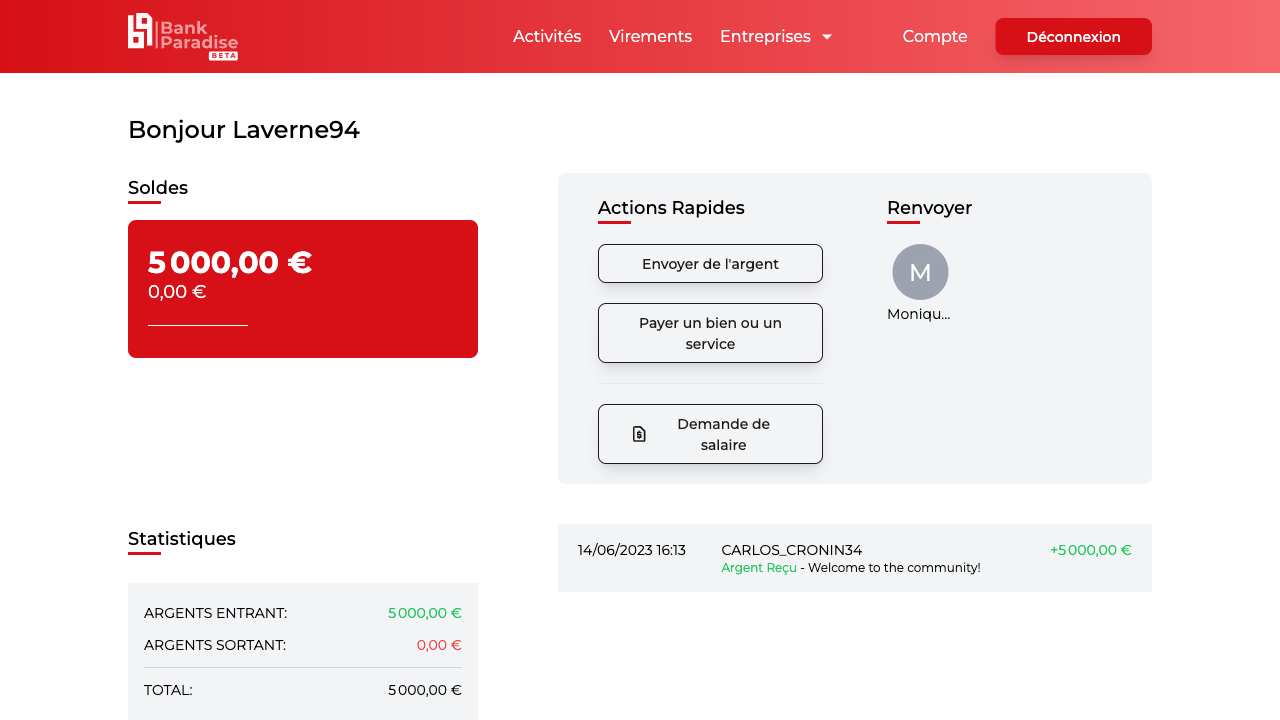 Bank
Paradise
BETA
Activités
Virements
Entreprises
Compte
Déconnexion
Bonjour Laverne94
Soldes
5 000,00 €
0,00 €
Actions Rapides
Envoyer de l'argent
Payer un bien ou un
service
Demande de
salaire
Renvoyer
M
Moniqu...
Statistiques
ARGENTS ENTRANT: 5 000,00 €
ARGENTS SORTANT: 0,00 €
TOTAL: 5 000,00 €
14/06/2023 16:13 CARLOS_CRONIN34 +5 000,00 €
Argent Reçu - Welcome to the community!